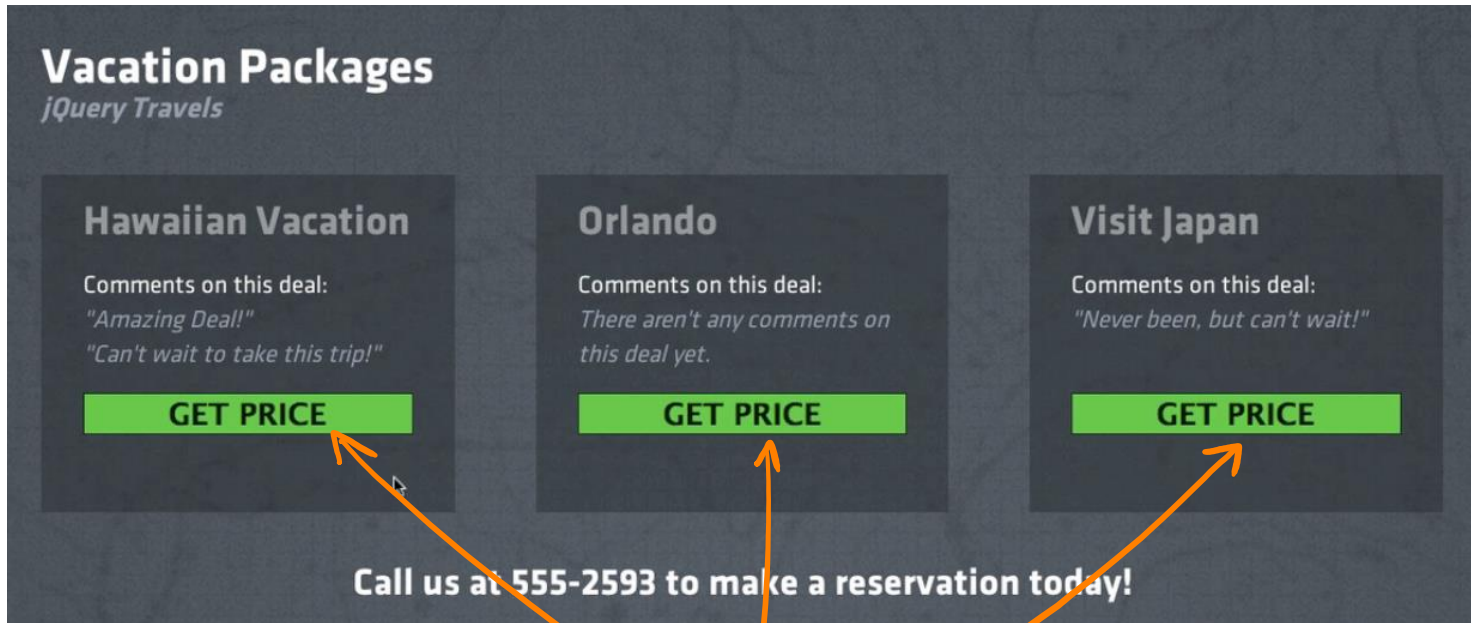 Vacation Packages
jQuery Travels
Hawaiian Vacation
Comments on this deal:
"Amazing Deal!"
"Can't wait to take this trip!"
GET PRICE
Orlando
Comments on this deal:
There aren't any comments on
this deal yet.
GET PRICE
Visit Japan
Comments on this deal:
"Never been, but can't wait!"
GET PRICE
Call us at 555-2593 to make a reservation today!